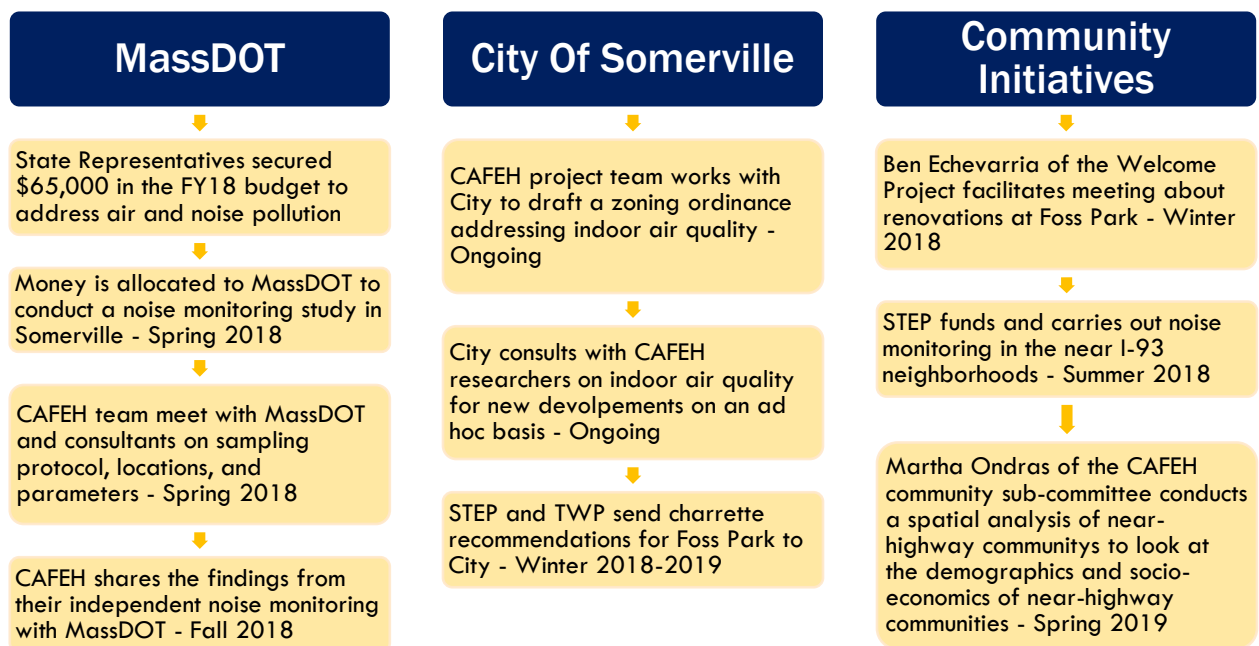 MassDOT
State Representatives secured
$65,000 in the FY18 budget to
address air and noise pollution
Money is allocated to MassDOT to
conduct a noise monitoring study in
Somerville - Spring 2018
CAFEH team meet with MassDOT
and consultants on sampling
protocol, locations, and
parameters - Spring 2018
CAFEH shares the findings from
their independent noise monitoring
with MassDOT - Fall 2018
City Of Somerville
CAFEH project team works with
City to draft a zoning ordinance
addressing indoor air quality -
Ongoing
City consults with CAFEH
researchers on indoor air quality
for new devolpements on an ad
hoc basis - Ongoing
STEP and TWP send charrette
recommendations for Foss Park to
City - Winter 2018-2019
Community
Initiatives
Ben Echevarria of the Welcome
Project facilitates meeting about
renovations at Foss Park - Winter
2018
STEP funds and carries out noise
monitoring in the near I-93
neighborhoods - Summer 2018
Martha Ondras of the CAFEH
community sub-committee conducts
a spatial analysis of near-
highway communitys to look at
the demographics and socio-
economics of near-highway
communities - Spring 2019